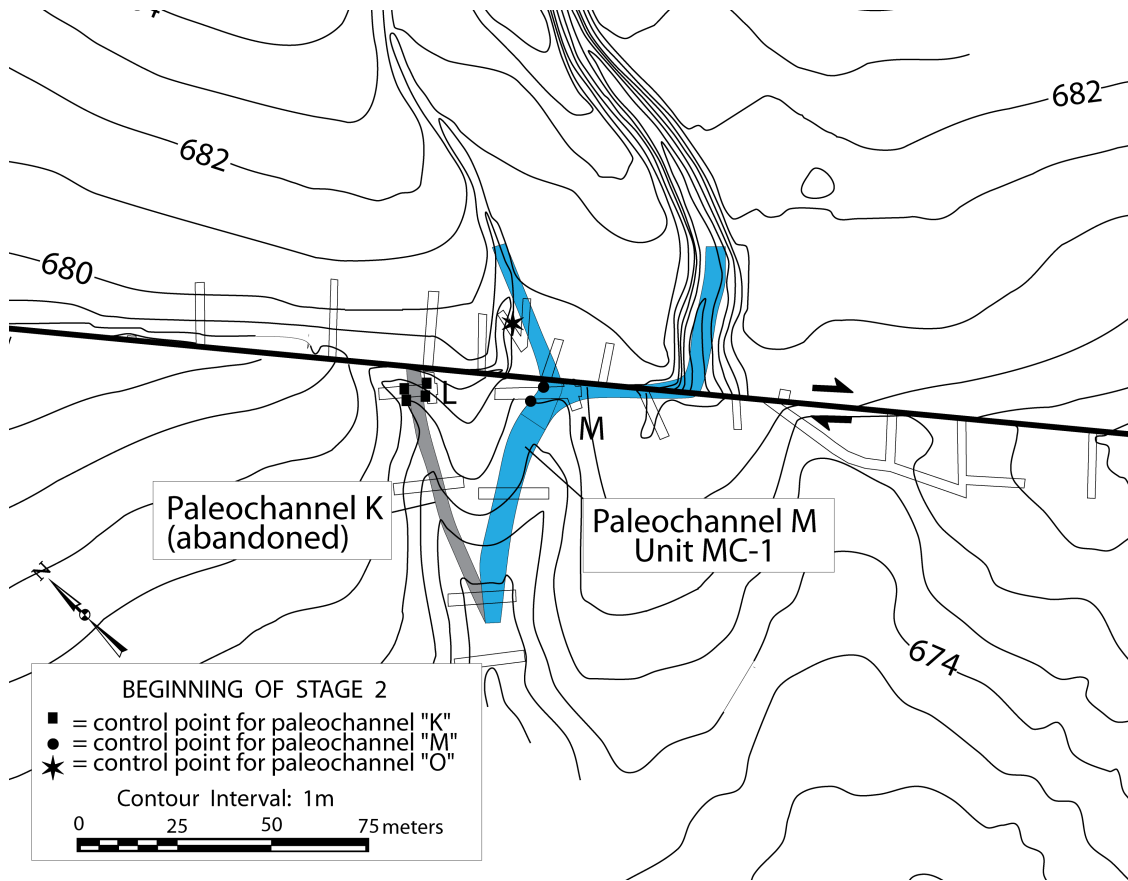 682
682
680
L
M
Paleochannel K
(abandoned)
Paleochannel M
Unit MC-1
N
674
BEGINNING OF STAGE 2
= control point for paleochannel "K"
= control point for paleochannel "M"
= control point for paleochannel "O"
Contour Interval: 1m
0 25 50 75 meters